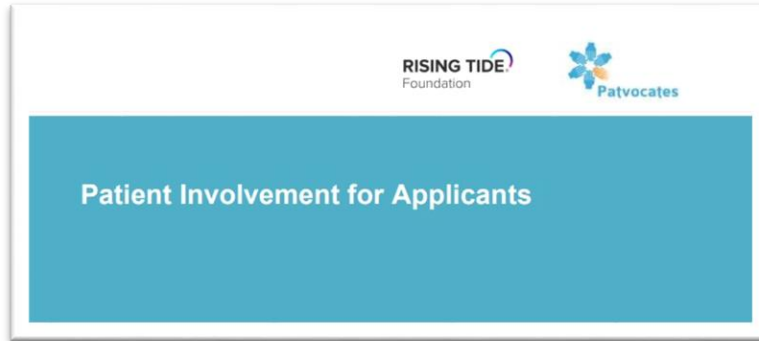 RISING TIDE
Foundation
Patvocates
Patient Involvement for Applicants